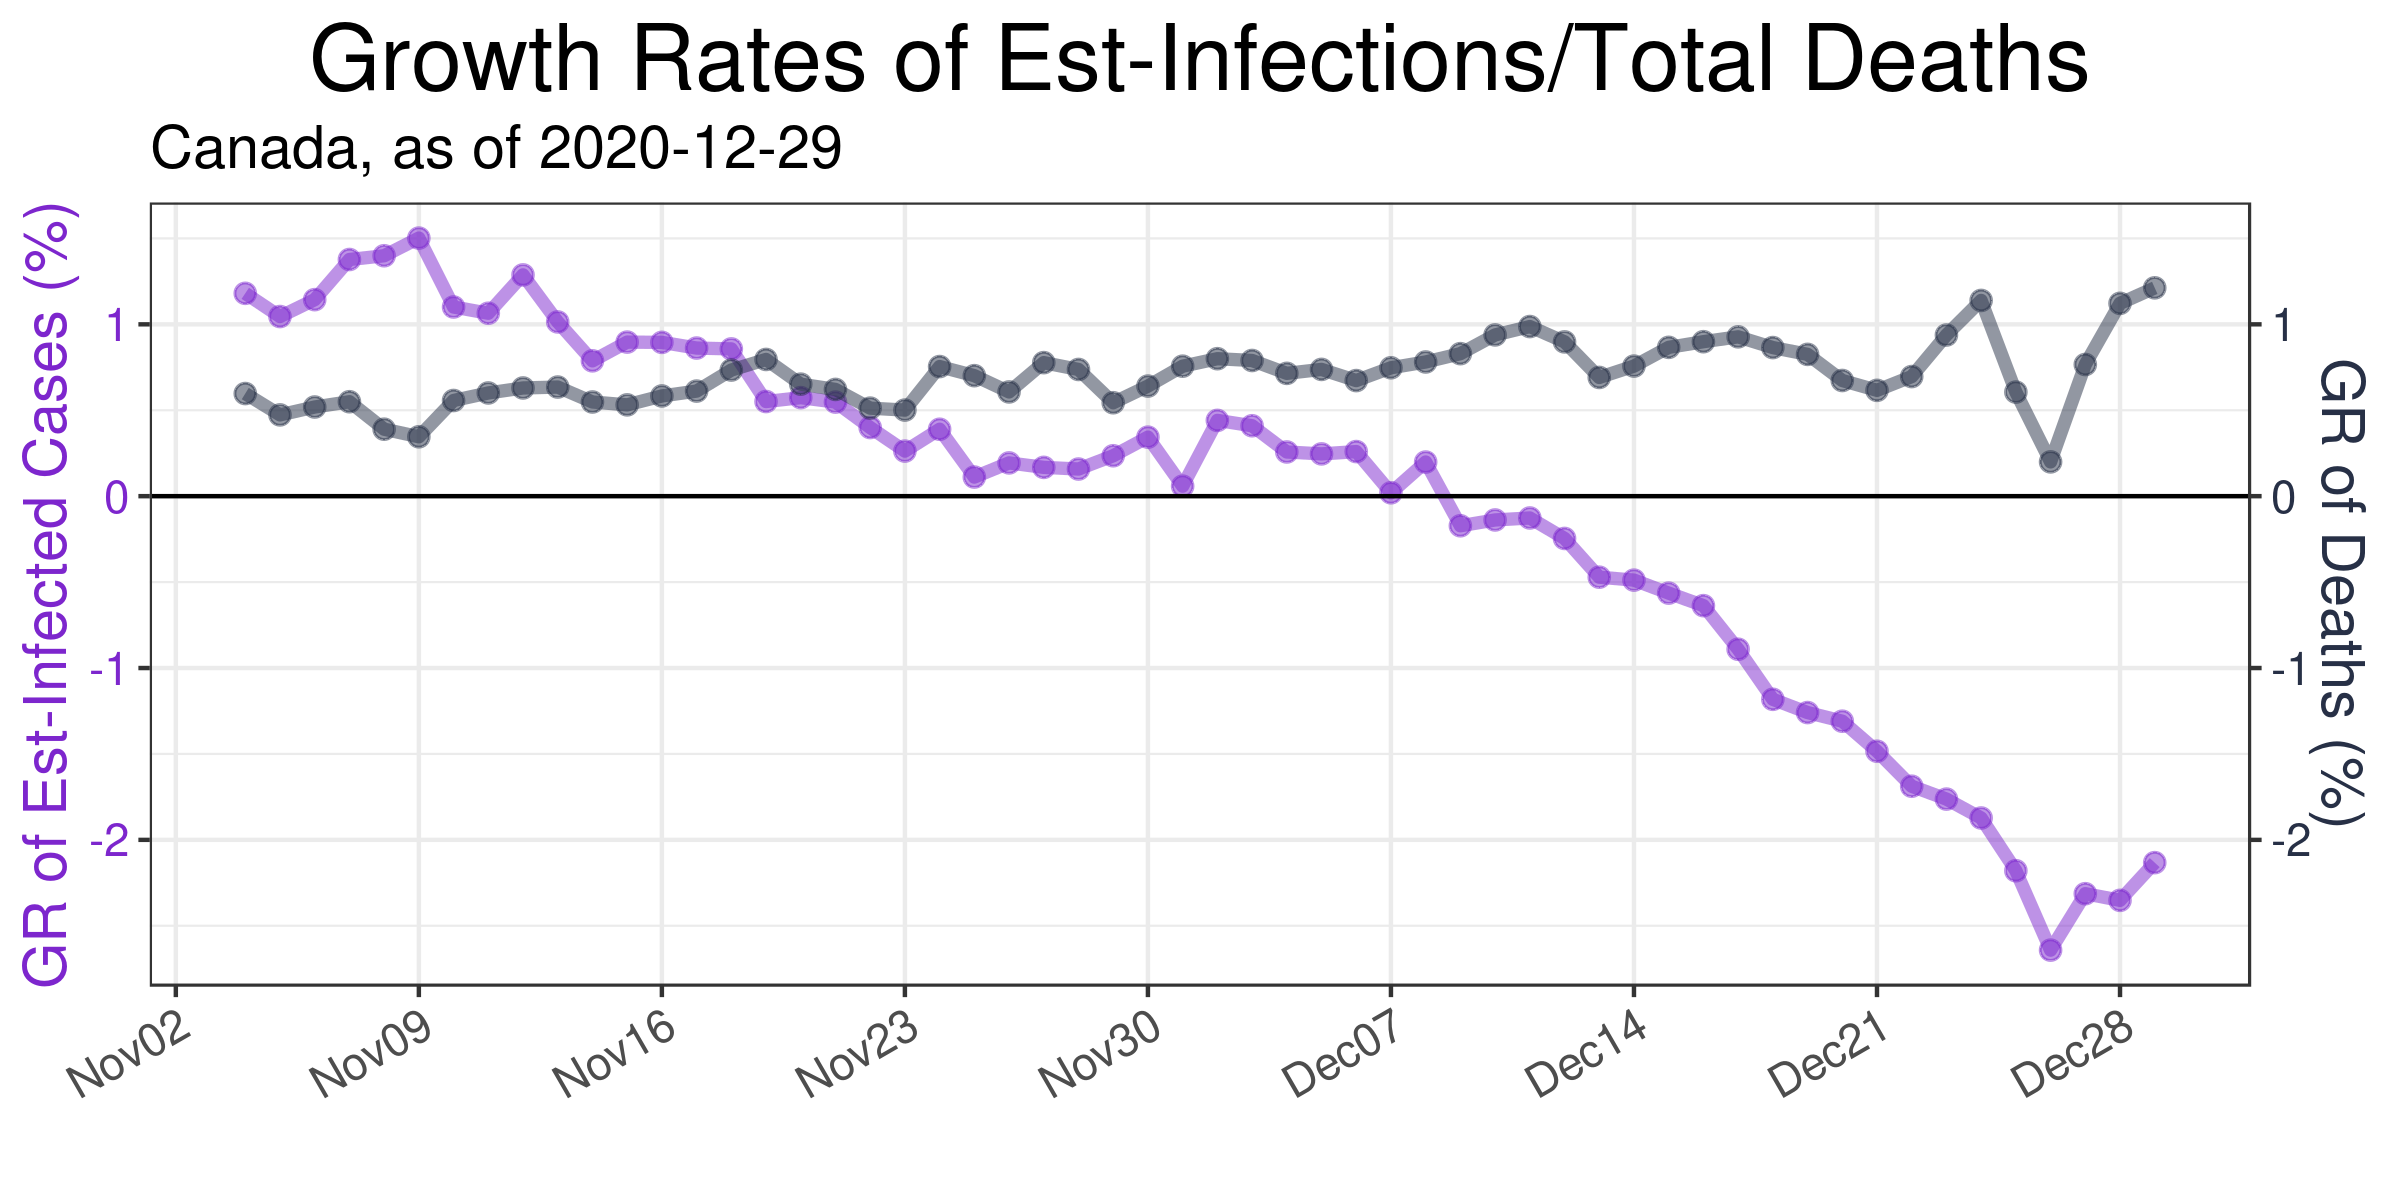 Growth Rates of Est-Infections/Total Deaths
Canada, as of 2020-12-29
GR of Est-Infected Cases (%)
1
0
-1
-2
1
0
-1
-2
GR of Deaths (%)
Nov02
Nov09
Nov16
Nov23
Nov30
Dec07
Dec14
Dec21
Dec28